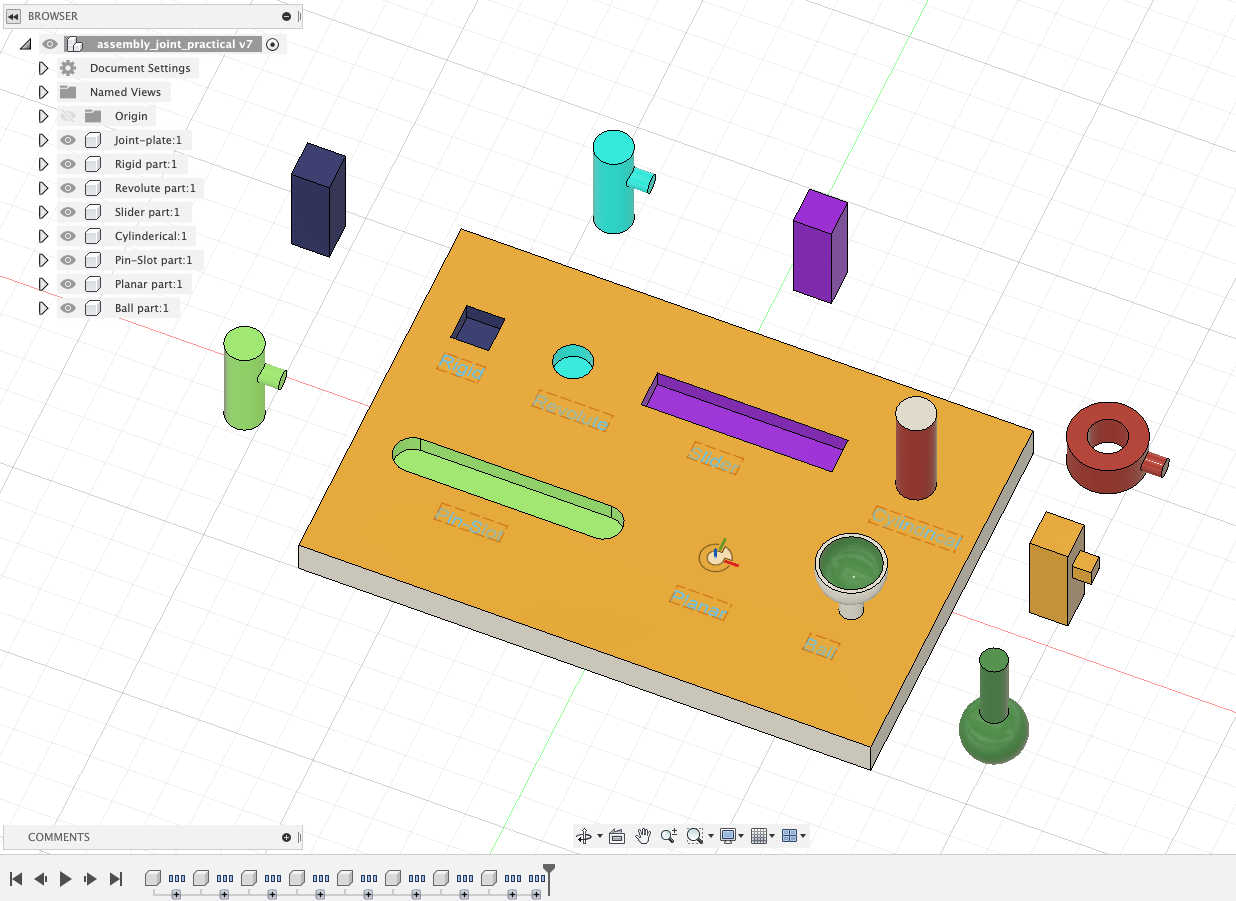 BROWSER
assembly_joint_practical v7
Document Settings
Named Views
Origin
Joint-plate:1
Rigid part:1
Revolute part:1
Slider part:1
Cylinderical:1
Pin-Slot part:1
Planar part:1
Ball part:1
Rigid
Revolute
Slider
Cylindrical
Pin-Slot
Planar
Ball
COMMENTS